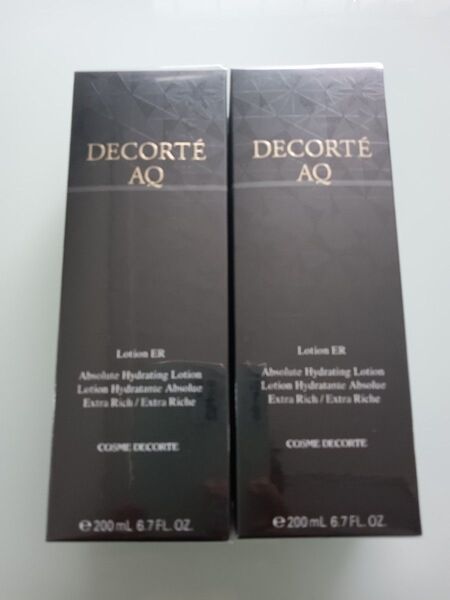 DECORTÉ
AQ
Lotion ER
Absolute Hydrating Lotion
Lotion Hydratante Absolue
Extra Rich / Extra Riche
COSME DECORTE
℮ 200 mL 6.7 FL. OZ.
DECORTÉ
AQ
Lotion ER
Absolute Hydrating Lotion
Lotion Hydratante Absolue
Extra Rich / Extra Riche
COSME DECORTE
℮ 200 mL 6.7 FL. OZ.